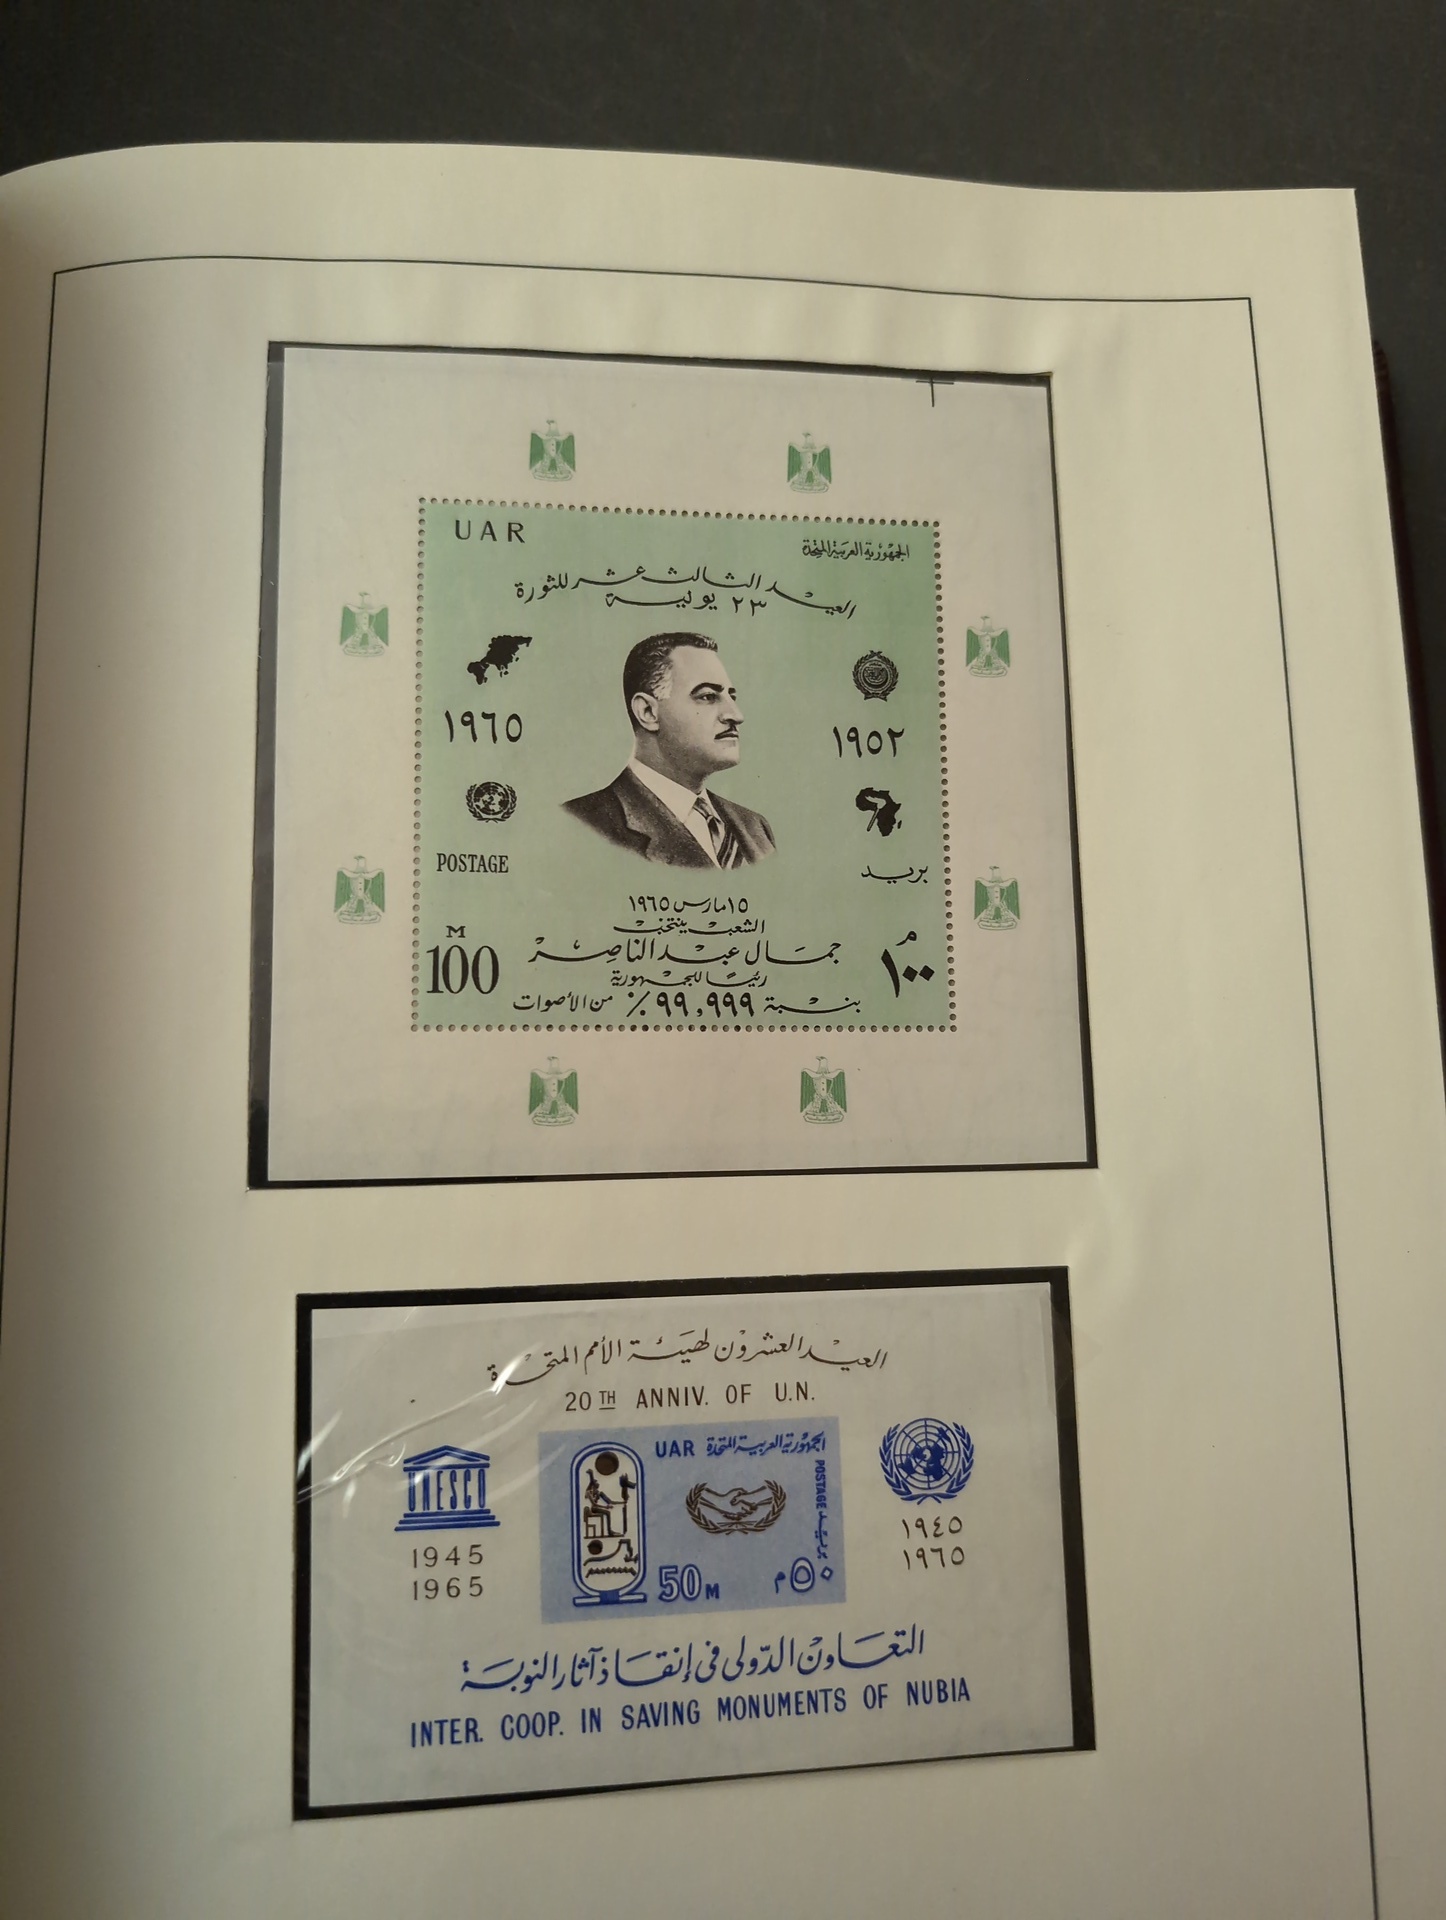 UAR
الجمهورية العربية المتحدة
العيد الثالث عشر للثورة
٢٣ يوليه
١٩٦٥
١٩٥٢
POSTAGE
بريد
١٥ مارس ١٩٦٥
الشعب ينتخب
جمال عبد الناصر
رئيسًا للجمهورية
بنسبة ٩٩,٩٩٩ ٪ من الأصوات
M
100
م
١٠٠
العيد العشرون لهيئة الأمم المتحدة
20TH ANNIV. OF U.N.
UAR الجمهورية العربية المتحدة
POSTAGE بريد
UNESCO
1945
1965
١٩٤٥
١٩٦٥
50M
٥٠م
التعاون الدّولى فى إنقاذ آثار النوبة
INTER. COOP. IN SAVING MONUMENTS OF NUBIA